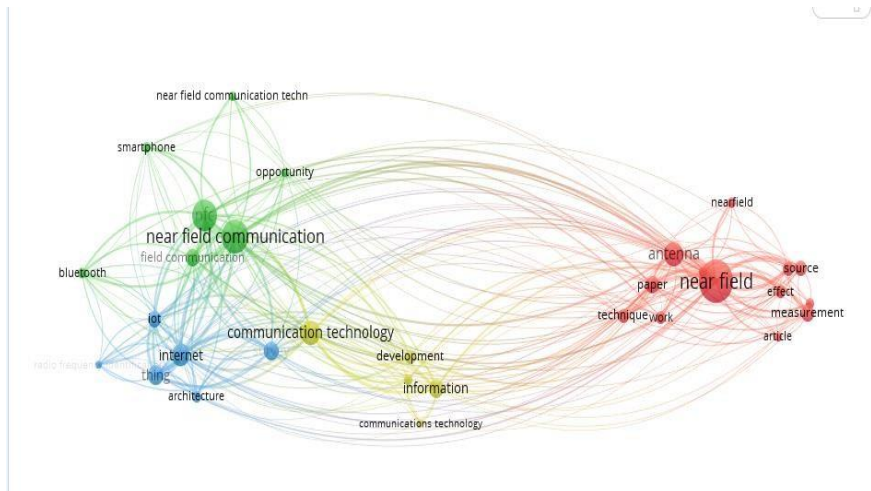 near field communication techn
smartphone
opportunity
nearfield
nfc
near field communication
antenna
field communication
source
bluetooth
near field
paper
effect
measurement
iot
technique
work
communication technology
article
internet
development
thing
information
architecture
communications technology